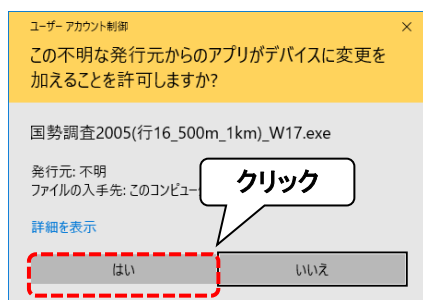 ユーザー アカウント制御
この不明な発行元からのアプリがデバイスに変更を
加えることを許可しますか?
国勢調査2005(行16_500m_1km)_W17.exe
発行元: 不明
ファイルの入手先: このコンピュー
クリック
詳細を表示
はい
いいえ